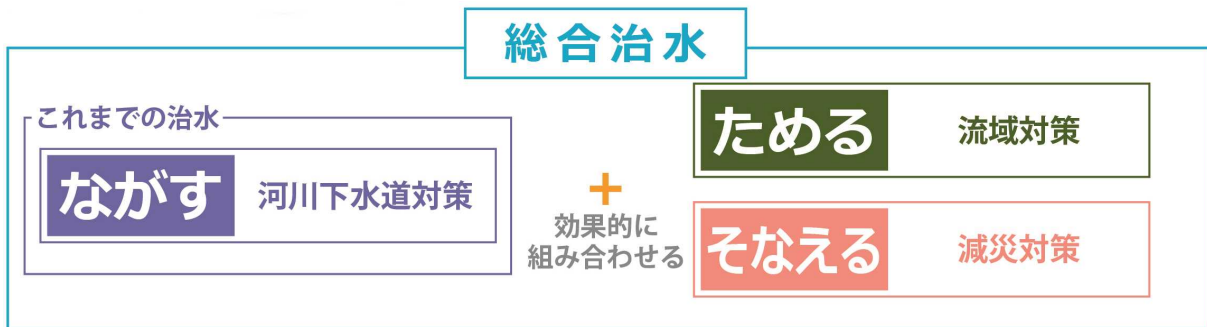 総合治水
これまでの治水
ながす 河川下水道対策
+
効果的に
組み合わせる
ためる 流域対策
そなえる 減災対策